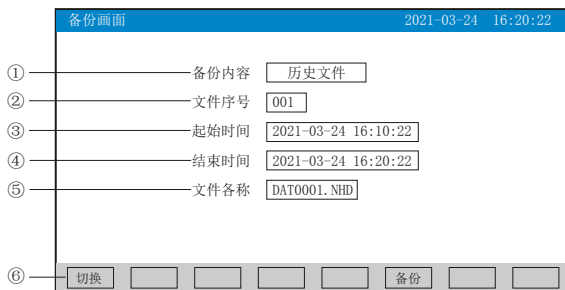 备份画面 2021-03-24 16:20:22
① 备份内容 历史文件
② 文件序号 001
③ 起始时间 2021-03-24 16:10:22
④ 结束时间 2021-03-24 16:20:22
⑤ 文件各称 DAT0001.NHD
⑥ 切换 备份